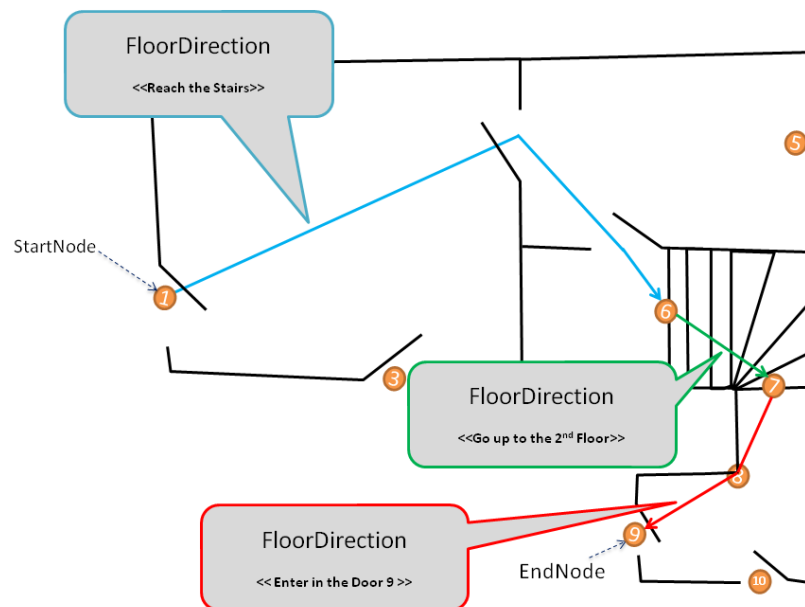 FloorDirection
<<Reach the Stairs>>
5
StartNode
1
6
3
7
FloorDirection
<<Go up to the 2nd Floor>>
8
FloorDirection
<< Enter in the Door 9 >>
9
EndNode
10